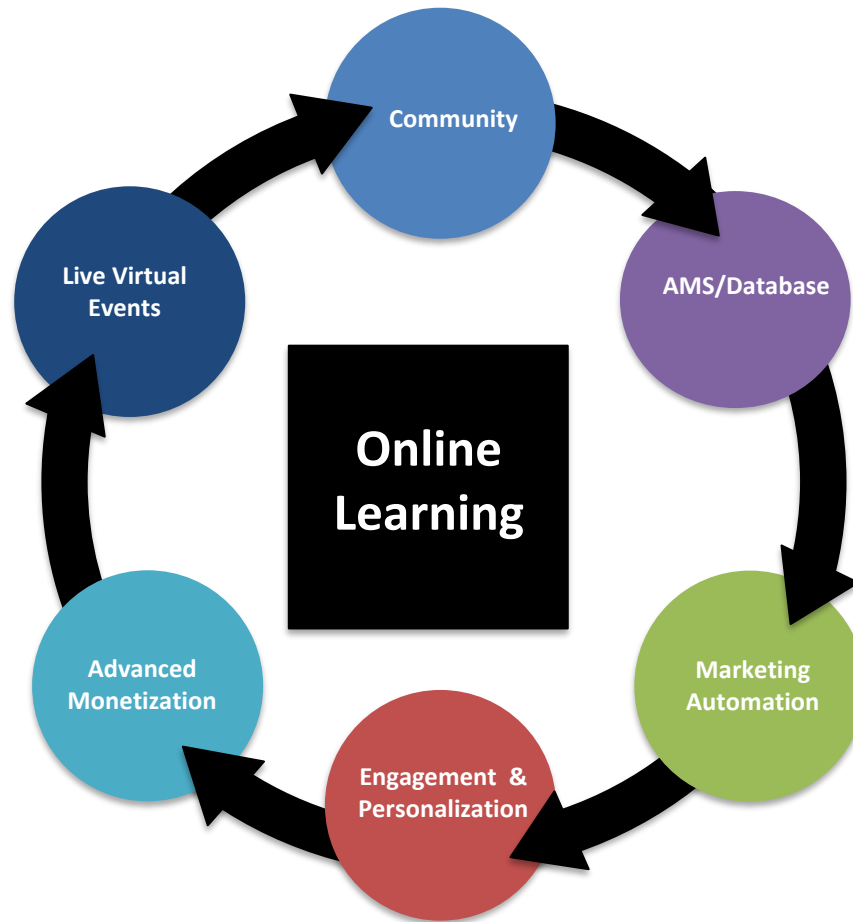 Community
AMS/Database
Marketing
Automation
Engagement & 
Personalization
Advanced
Monetization
Live Virtual
Events
Online
Learning